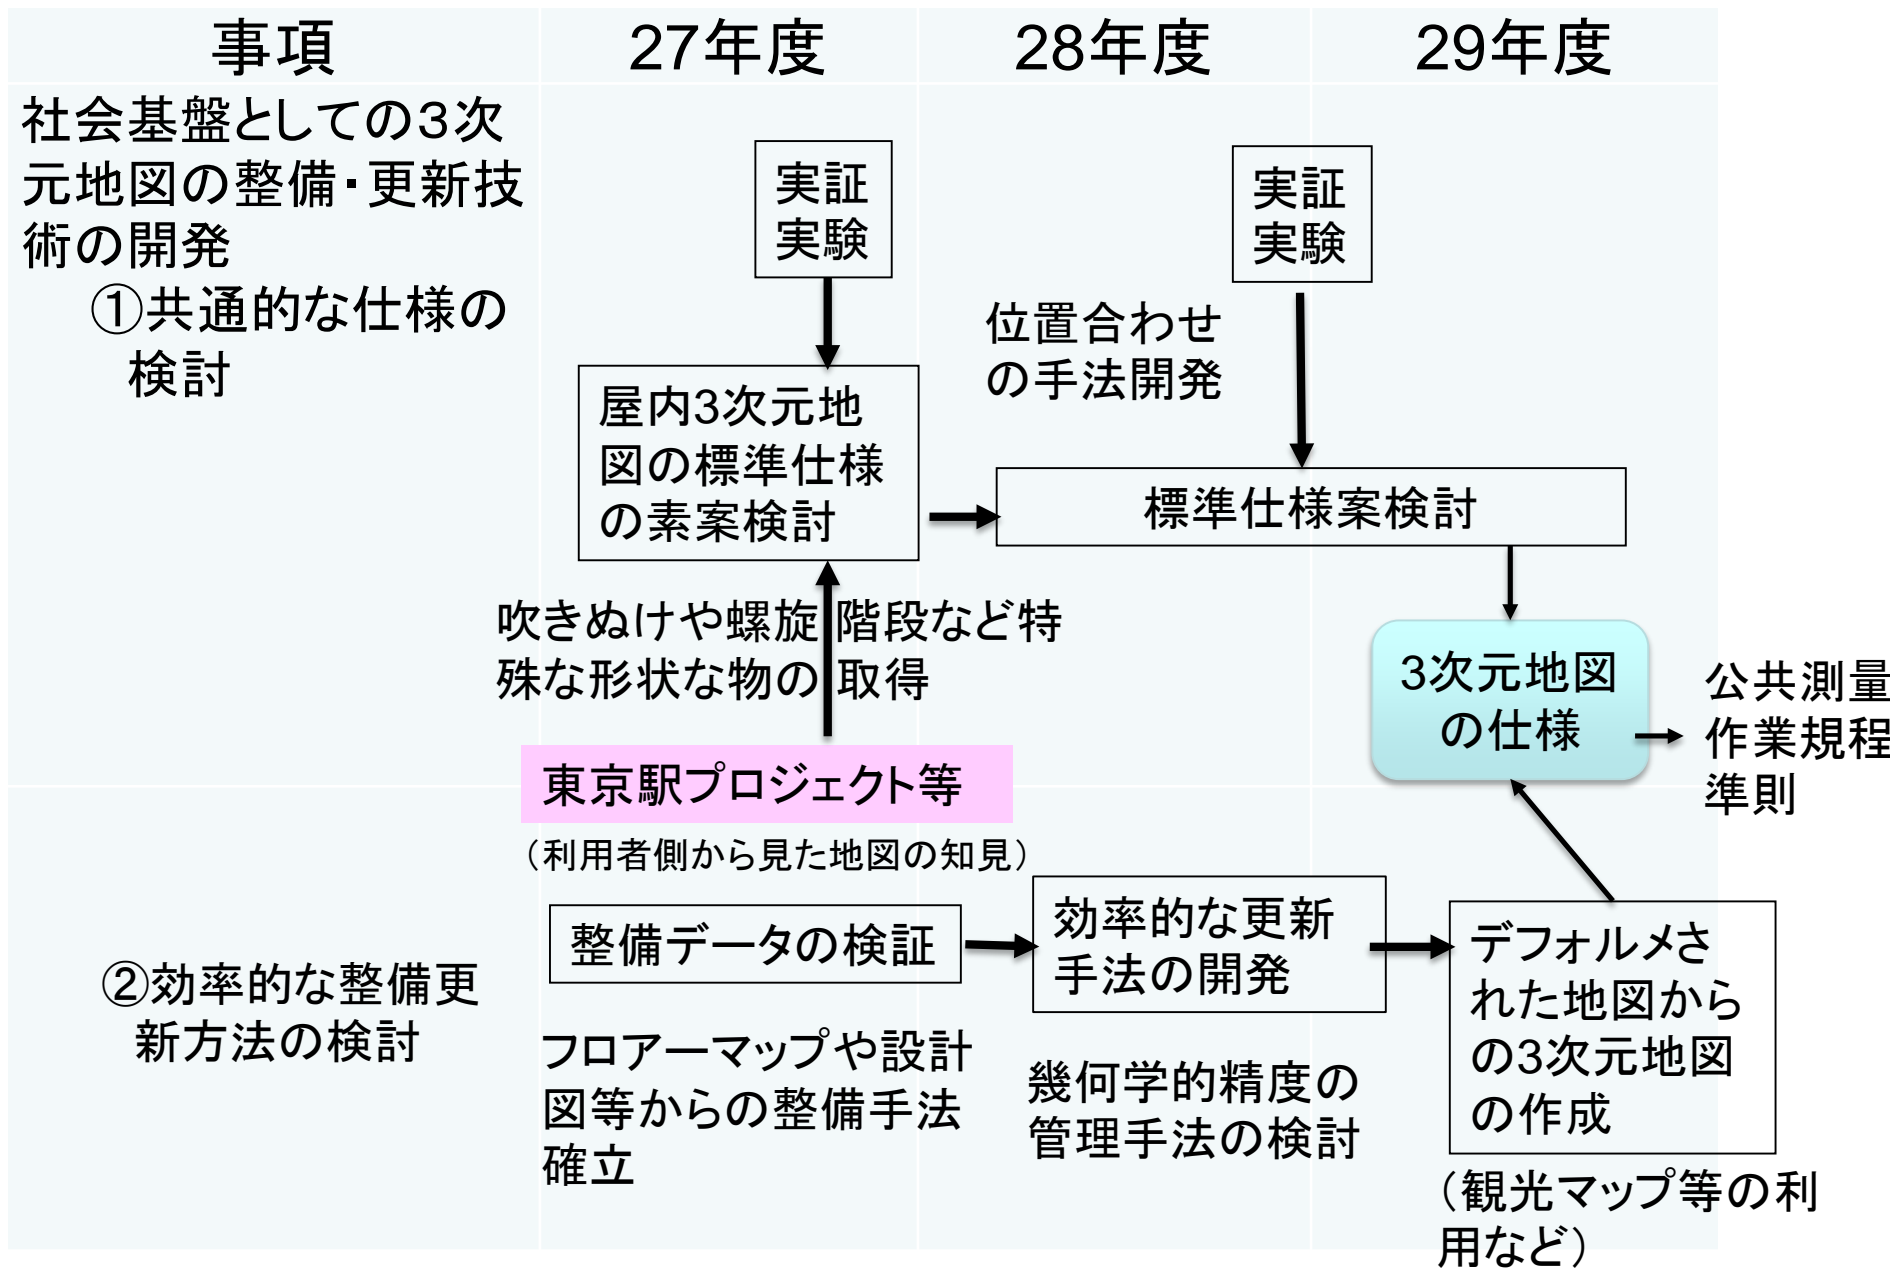 事項
27年度
28年度
29年度
社会基盤としての3次
元地図の整備・更新技
術の開発
①共通的な仕様の
検討
実証
実験
実証
実験
位置合わせ
の手法開発
屋内3次元地
図の標準仕様
の素案検討
標準仕様案検討
吹きぬけや螺旋階段など特
殊な形状な物の取得
3次元地図
の仕様
公共測量
作業規程
準則
東京駅プロジェクト等
（利用者側から見た地図の知見）
②効率的な整備更
新方法の検討
整備データの検証
効率的な更新
手法の開発
デフォルメさ
れた地図から
の3次元地図
の作成
フロアーマップや設計
図等からの整備手法
確立
幾何学的精度の
管理手法の検討
（観光マップ等の利
用など）